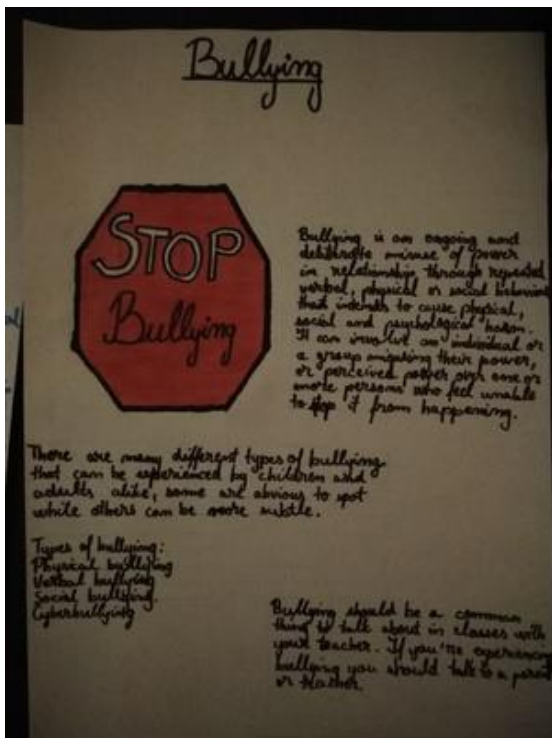 Bullying
STOP
Bullying
Bullying is an ongoing and
deliberate misuse of power
in relationship through repeated
verbal, physical or social behavior
that intends to cause physical,
social and psychological harm.
It can involve an individual or
a group misusing their power,
or perceived power over one or
more persons who feel unable
to stop it from happening.
There are many different types of bullying
that can be experienced by children and
adults alike, some are obvious to spot
while others can be more subtle.
Types of bullying:
Physical bullying
Verbal bullying
Social bullying.
Cyberbullying
Bullying should be a common
thing to talk about in classes with
your teacher. If you're experiencing
bullying you should talk to a parent
or teacher.